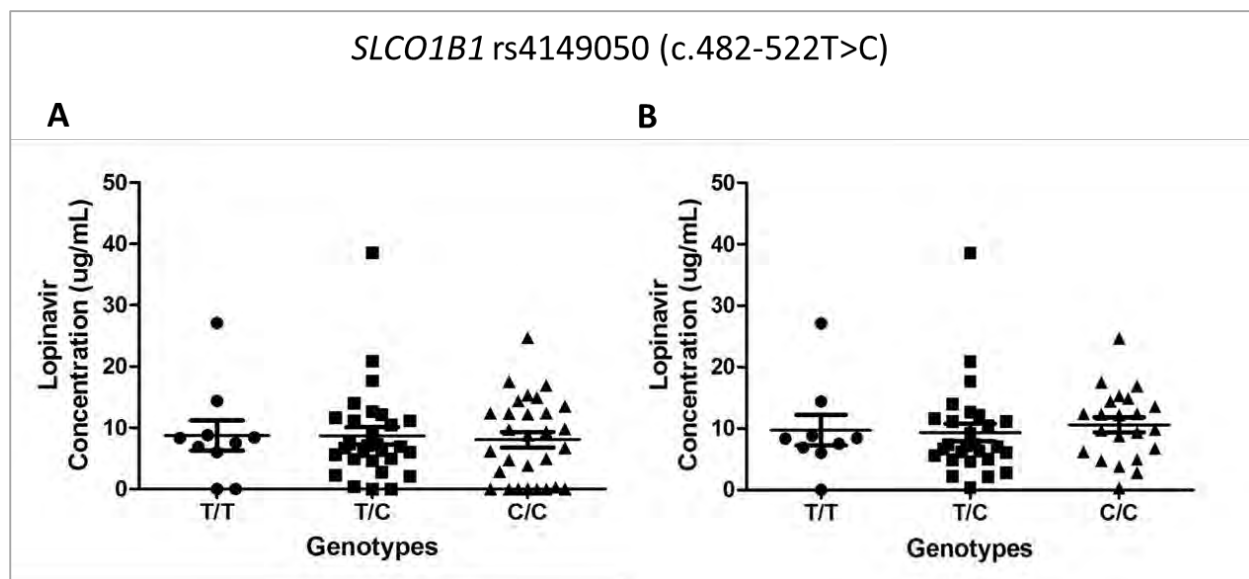 SLCO1B1 rs4149050 (c.482-522T>C)
A
50
40
30
20
10
0
Lopinavir
Concentration (ug/mL)
T/T T/C C/C
Genotypes
B
50
40
30
20
10
0
Lopinavir
Concentration (ug/mL)
T/T T/C C/C
Genotypes